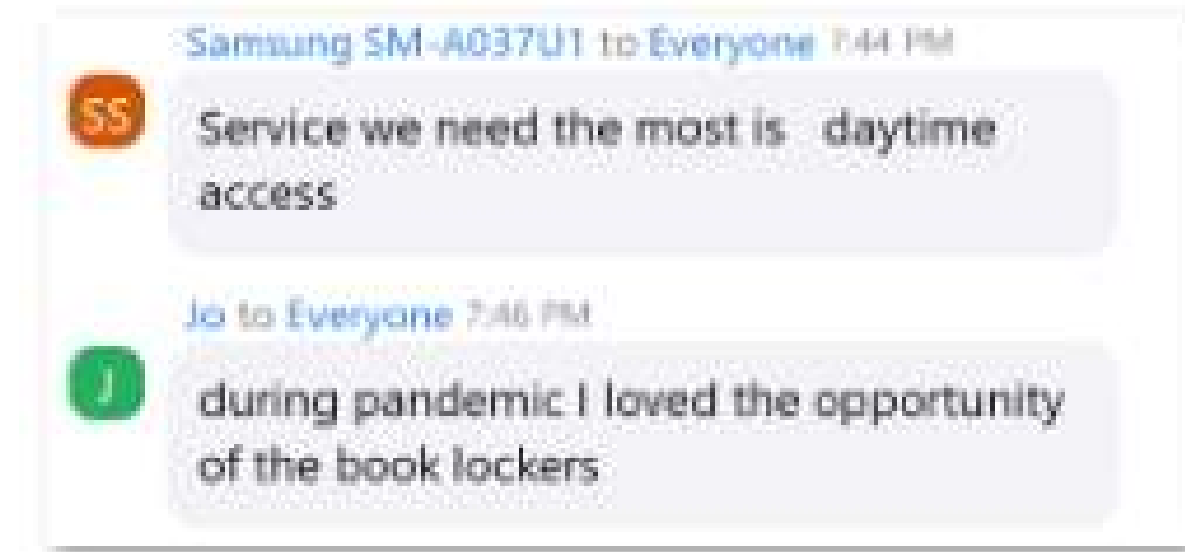 Samsung SM-A037U1 to Everyone 7:44 PM
SS
Service we need the most is daytime
access
Jo to Everyone 7:46 PM
J
during pandemic I loved the opportunity
of the book lockers